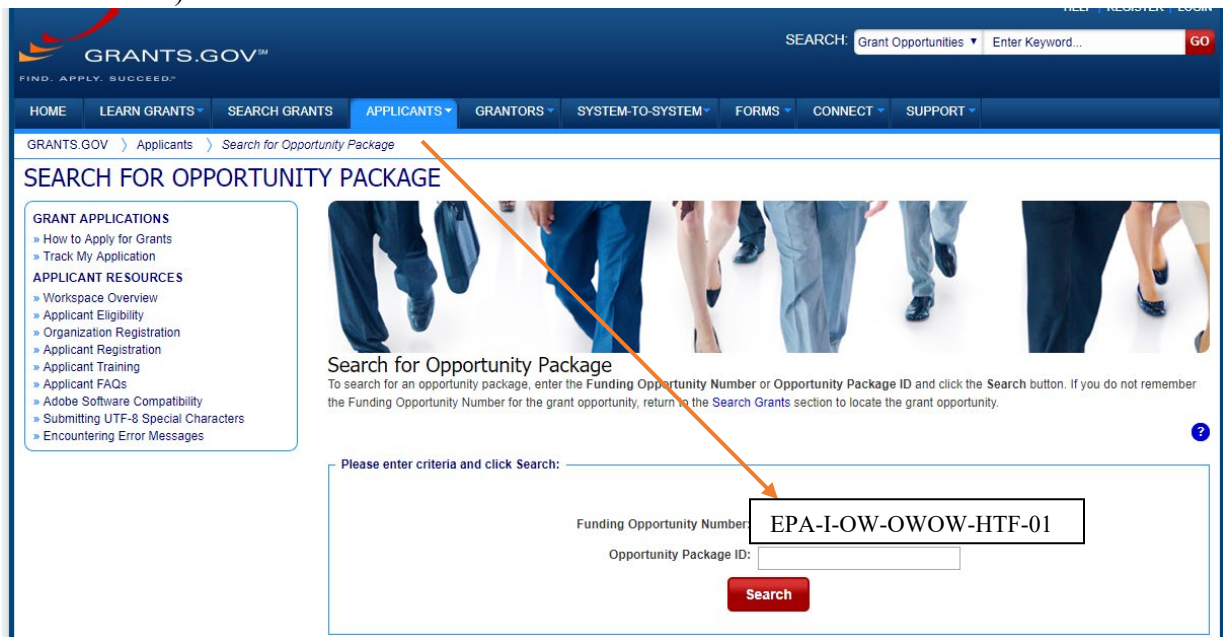 HELP | REGISTER | LOGIN
GRANTS.GOV℠
FIND. APPLY. SUCCEED.℠
SEARCH: Grant Opportunities ▼ Enter Keyword... GO
HOME LEARN GRANTS SEARCH GRANTS APPLICANTS GRANTORS SYSTEM-TO-SYSTEM FORMS CONNECT SUPPORT
GRANTS.GOV 〉 Applicants 〉 Search for Opportunity Package
SEARCH FOR OPPORTUNITY PACKAGE
GRANT APPLICATIONS
» How to Apply for Grants
» Track My Application
APPLICANT RESOURCES
» Workspace Overview
» Applicant Eligibility
» Organization Registration
» Applicant Registration
» Applicant Training
» Applicant FAQs
» Adobe Software Compatibility
» Submitting UTF-8 Special Characters
» Encountering Error Messages
Search for Opportunity Package
To search for an opportunity package, enter the Funding Opportunity Number or Opportunity Package ID and click the Search button. If you do not remember
the Funding Opportunity Number for the grant opportunity, return to the Search Grants section to locate the grant opportunity.
?
Please enter criteria and click Search:
Funding Opportunity Number: EPA-I-OW-OWOW-HTF-01
Opportunity Package ID:
Search